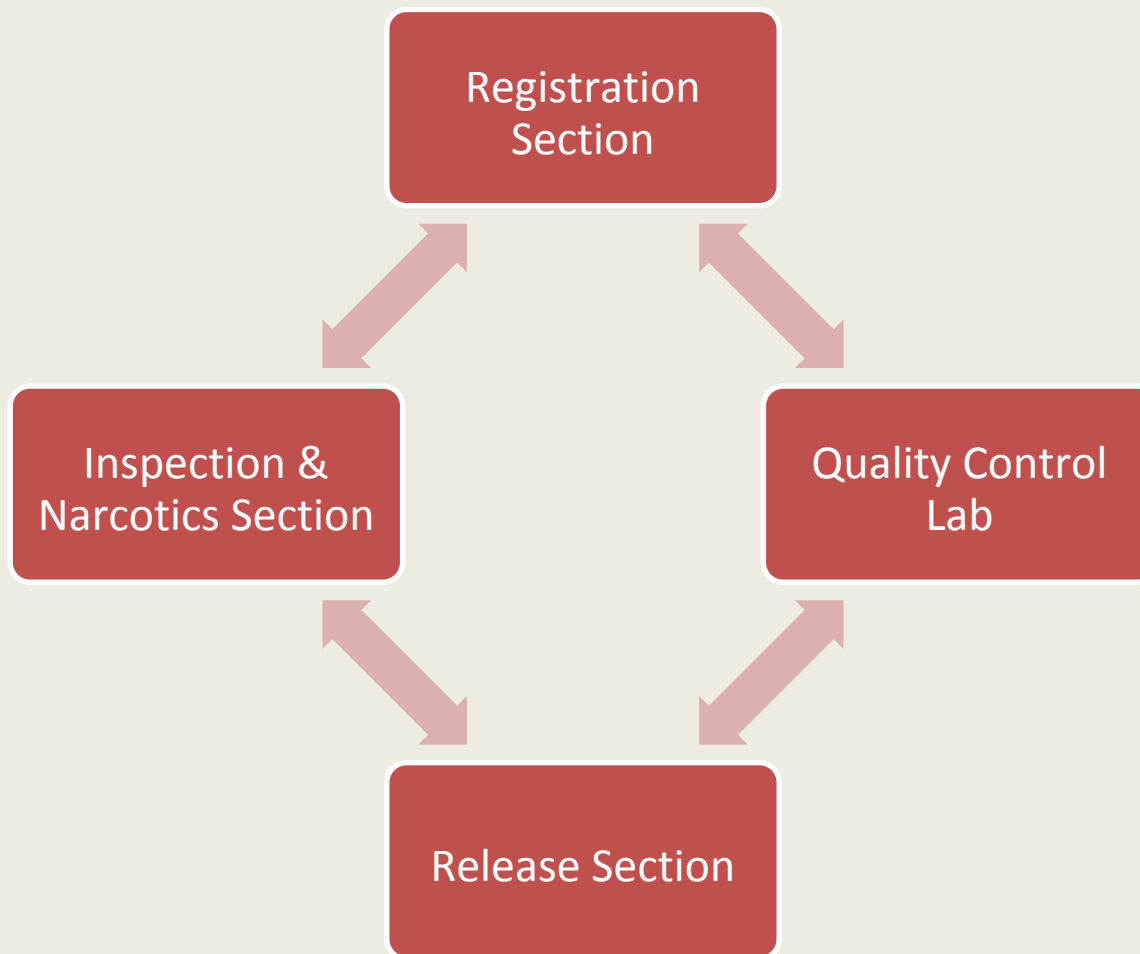 Registration
Section
Inspection &
Narcotics Section
Quality Control
Lab
Release Section